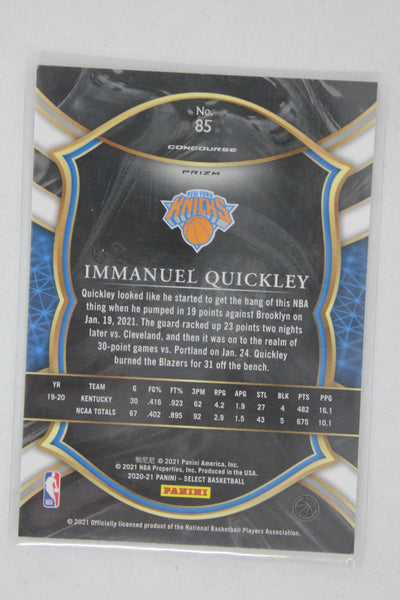 No.
85
CONCOURSE
PRIZM
NEW YORK
KNICKS
IMMANUEL QUICKLEY
Quickley looked like he started to get the hang of this NBA
thing when he pumped in 19 points against Brooklyn on
Jan. 19, 2021. The guard racked up 23 points two nights
later vs. Cleveland, and then it was on to the realm of
30-point games vs. Portland on Jan. 24. Quickley
burned the Blazers for 31 off the bench.
YR TEAM G FG% FT% 3PM RPG APG STL BLK PTS PPG
19-20 KENTUCKY 30 .416 .923 62 4.2 1.9 27 4 482 16.1
NCAA TOTALS 67 .402 .895 92 2.9 1.5 43 5 675 10.1
帕尼尼 © 2021 Panini America, Inc.
© 2021 NBA Properties, Inc. Produced in the USA.
2020-21 PANINI – SELECT BASKETBALL
PANINI
NBA
© 2021 Officially licensed product of the National Basketball Players Association.